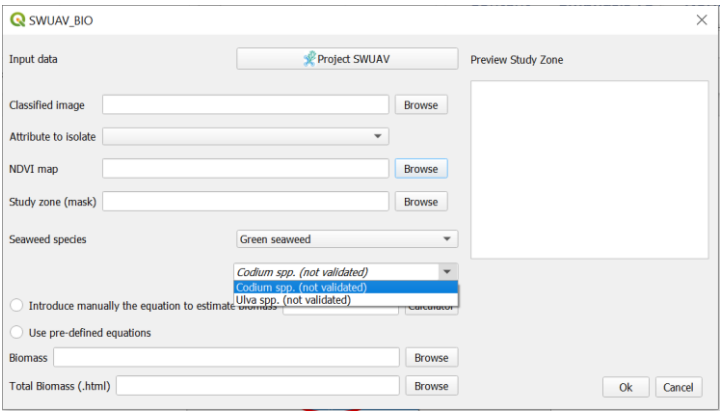 SWUAV_BIO
Input data
Project SWUAV
Preview Study Zone
Classified image
Browse
Attribute to isolate
NDVI map
Browse
Study zone (mask)
Browse
Seaweed species
Green seaweed
Codium spp. (not validated)
Codium spp. (not validated)
Ulva spp. (not validated)
Introduce manually the equation to estimate biomass
Calculator
Use pre-defined equations
Biomass
Browse
Total Biomass (.html)
Browse
Ok
Cancel